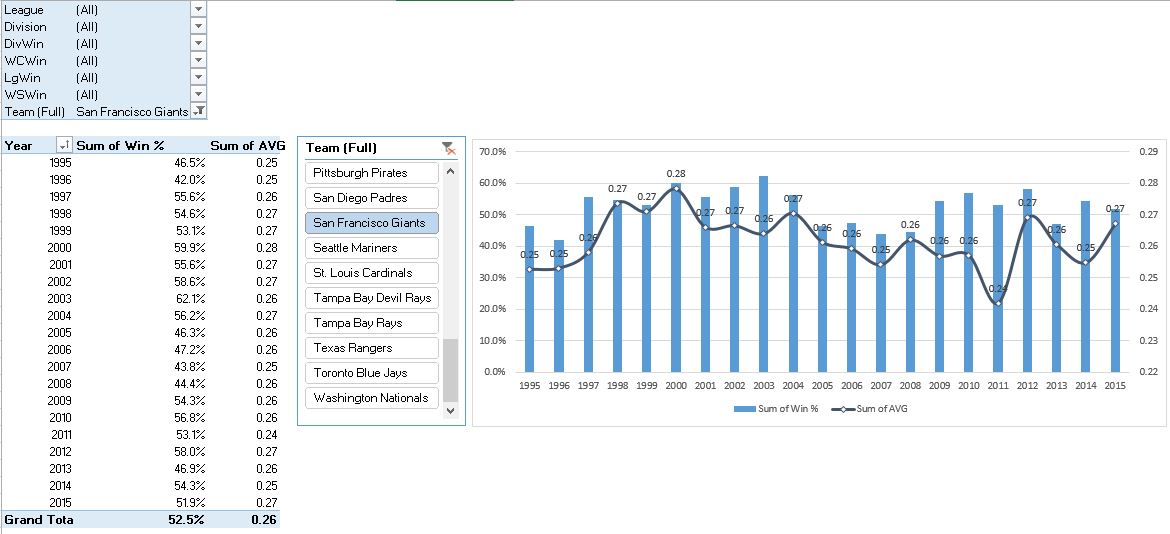 League (All)
Division (All)
DivWin (All)
WCWin (All)
LgWin (All)
WSWin (All)
Team (Full) San Francisco Giants
Year Sum of Win % Sum of AVG
1995 46.5% 0.25
1996 42.0% 0.25
1997 55.6% 0.26
1998 54.6% 0.27
1999 53.1% 0.27
2000 59.9% 0.28
2001 55.6% 0.27
2002 58.6% 0.27
2003 62.1% 0.26
2004 56.2% 0.27
2005 46.3% 0.26
2006 47.2% 0.26
2007 43.8% 0.25
2008 44.4% 0.26
2009 54.3% 0.26
2010 56.8% 0.26
2011 53.1% 0.24
2012 58.0% 0.27
2013 46.9% 0.26
2014 54.3% 0.25
2015 51.9% 0.27
Grand Tota 52.5% 0.26
Team (Full)
Pittsburgh Pirates
San Diego Padres
San Francisco Giants
Seattle Mariners
St. Louis Cardinals
Tampa Bay Devil Rays
Tampa Bay Rays
Texas Rangers
Toronto Blue Jays
Washington Nationals
70.0% 0.29
60.0% 0.28
50.0% 0.27
40.0% 0.26
30.0% 0.25
20.0% 0.24
10.0% 0.23
0.0% 0.22
0.25 0.25 0.26 0.27 0.27 0.28 0.27 0.27 0.26 0.27 0.26 0.26 0.25 0.26 0.26 0.26 0.24 0.27 0.26 0.25 0.27
1995 1996 1997 1998 1999 2000 2001 2002 2003 2004 2005 2006 2007 2008 2009 2010 2011 2012 2013 2014 2015
Sum of Win % Sum of AVG